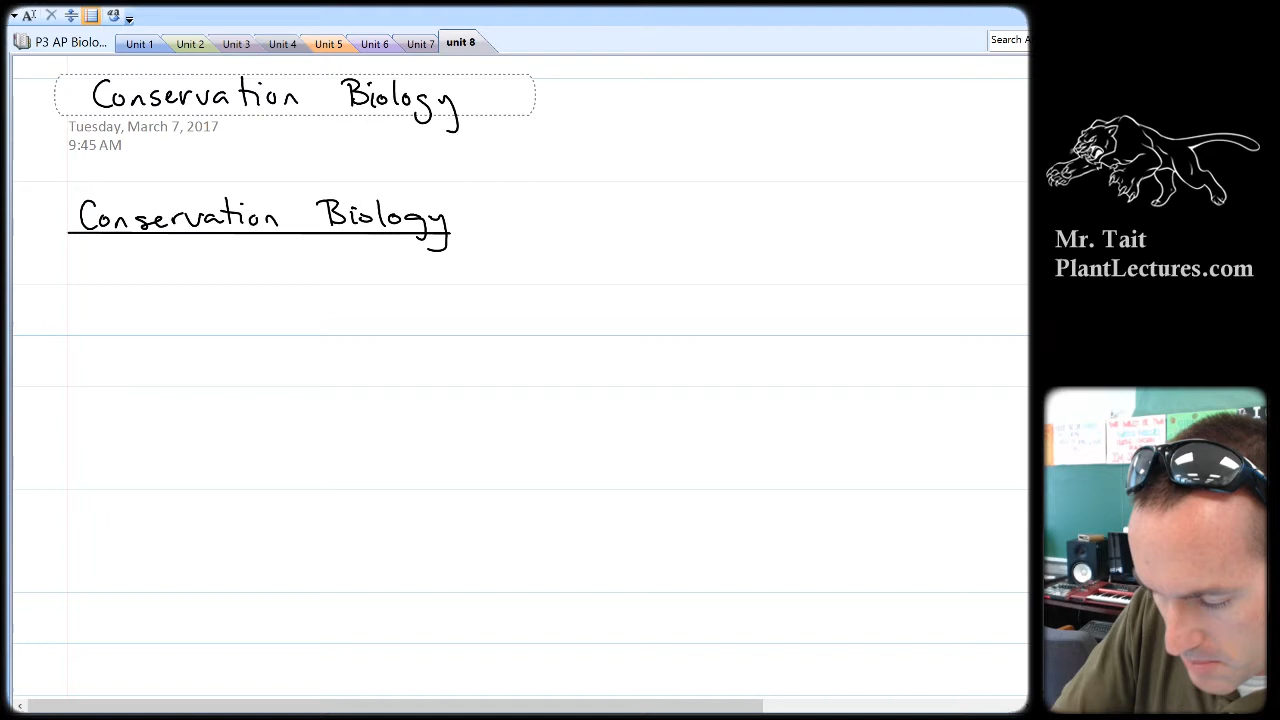 P3 AP Biolo...
Unit 1
Unit 2
Unit 3
Unit 4
Unit 5
Unit 6
Unit 7
unit 8
Search A
Conservation Biology
Tuesday, March 7, 2017
9:45 AM
Conservation Biology
Mr. Tait
PlantLectures.com